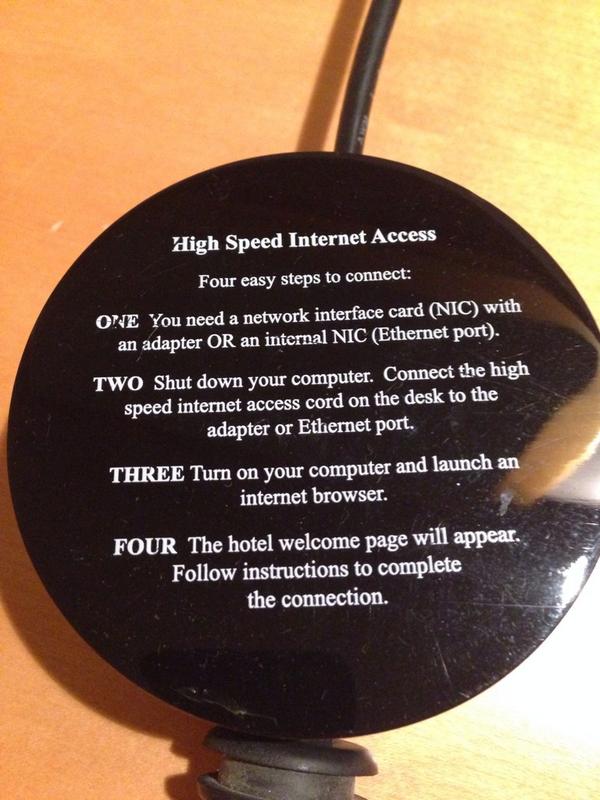 High Speed Internet Access
Four easy steps to connect:
ONE You need a network interface card (NIC) with
an adapter OR an internal NIC (Ethernet port).
TWO Shut down your computer. Connect the high
speed internet access cord on the desk to the
adapter or Ethernet port.
THREE Turn on your computer and launch an
internet browser.
FOUR The hotel welcome page will appear.
Follow instructions to complete
the connection.